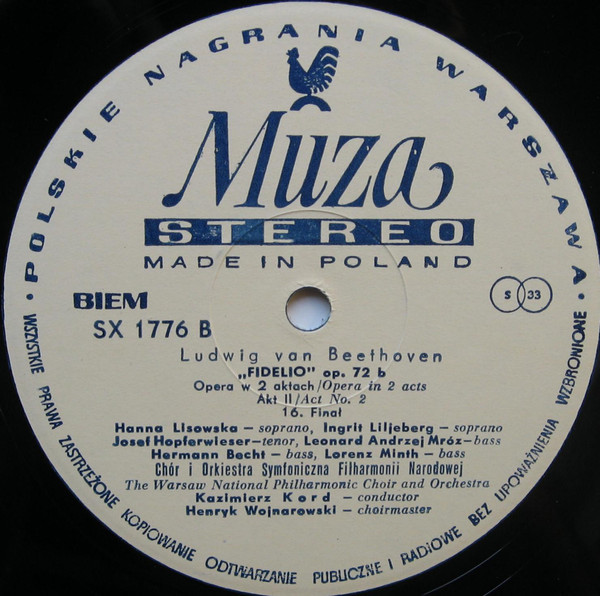 • POLSKIE NAGRANIA WARSZAWA •
Muza
STEREO
MADE IN POLAND
BIEM
SX 1776 B
S 33
Ludwig van Beethoven
„FIDELIO" op. 72 b
Opera w 2 aktach/Opera in 2 acts
Akt II/Act No. 2
16. Finał
Hanna Lisowska – soprano, Ingrit Liljeberg – soprano
Josef Hopferwieser – tenor, Leonard Andrzej Mróz – bass
Hermann Becht – bass, Lorenz Minth – bass
Chór i Orkiestra Symfoniczna Filharmonii Narodowej
The Warsaw National Philharmonic Choir and Orchestra
Kazimierz Kord – conductor
Henryk Wojnarowski – choirmaster
WSZYSTKIE PRAWA ZASTRZEŻONE KOPIOWANIE ODTWARZANIE PUBLICZNE I RADIOWE BEZ UPOWAŻNIENIA WZBRONIONE